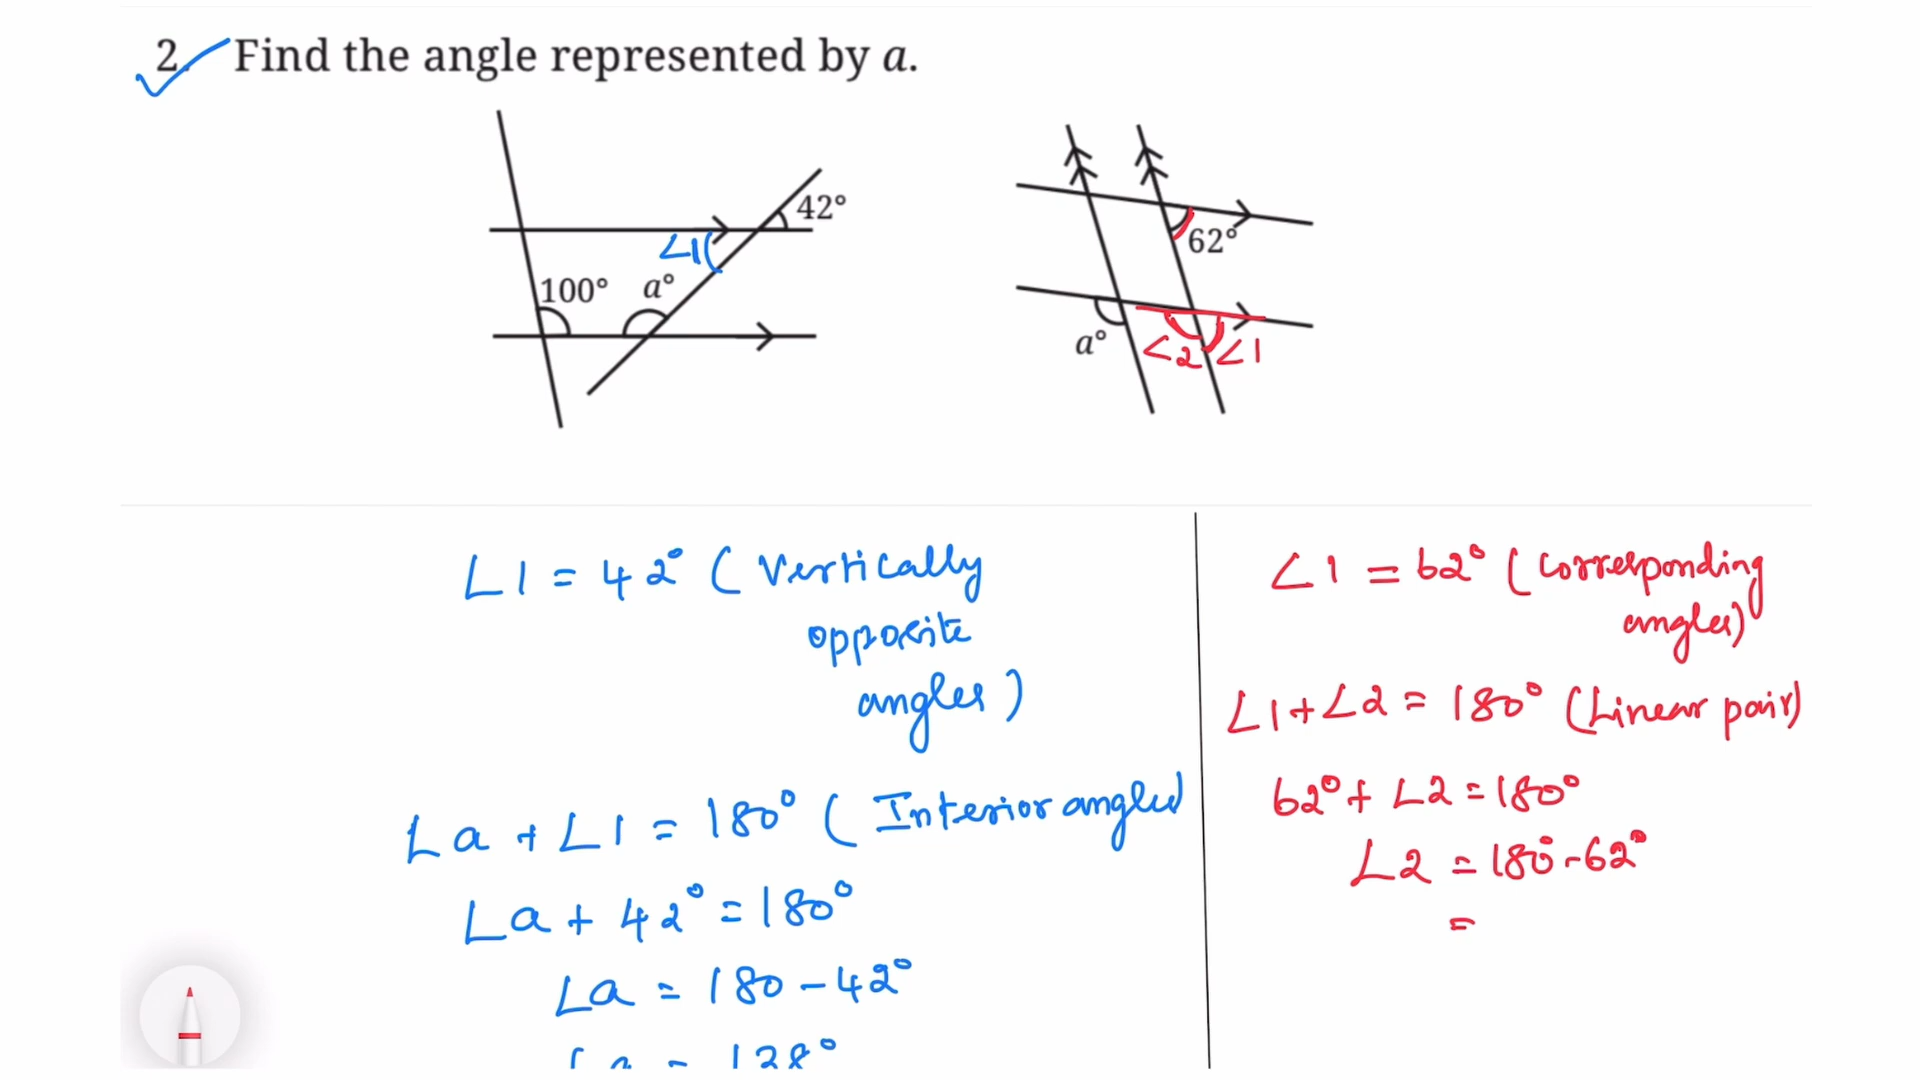 2. Find the angle represented by a.
42°
∠1
100° a°
62°
a°
∠2 ∠1
∠1 = 42° (Vertically
opposite
angles)
∠a + ∠1 = 180° (Interior angles)
∠a + 42° = 180°
∠a = 180 - 42°
∠a = 138°
∠1 = 62° (Corresponding
angles)
∠1 + ∠2 = 180° (Linear pair)
62° + ∠2 = 180°
∠2 = 180° - 62°
=